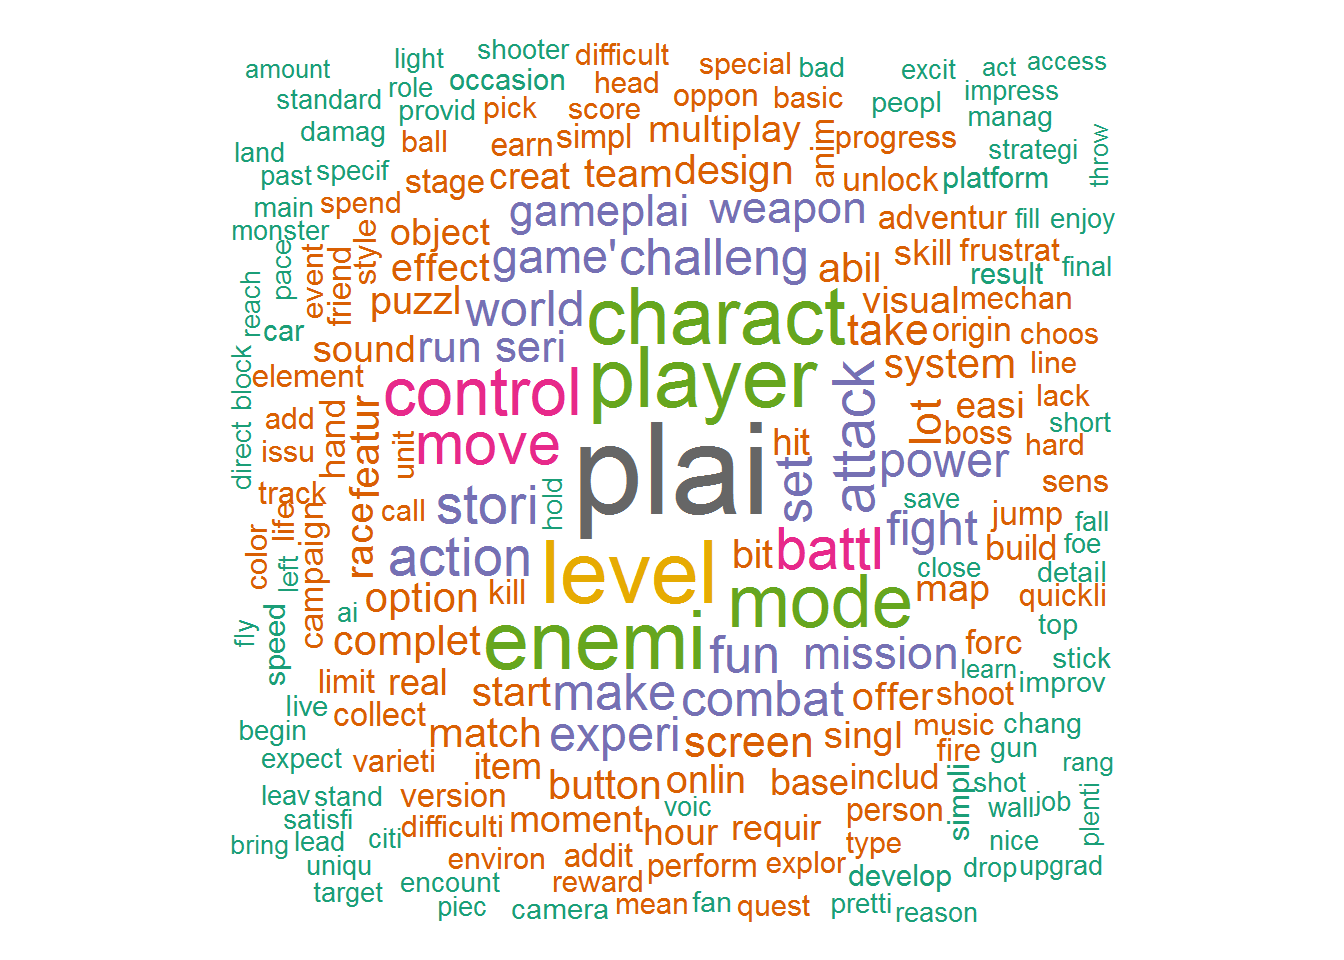 amount
light
shooter
difficult
special
bad
excit
act
access
standard
role
occasion
head
oppon
basic
peopl
impress
damag
provid
pick
score
multiplay
anim
progress
manag
land
ball
earn
simpl
team
design
unlock
strategi
throw
past
specif
stage
creat
platform
main
spend
gameplai
weapon
adventur
fill
enjoy
monster
style
object
game'
challeng
abil
skill
frustrat
pace
event
friend
effect
result
final
reach
puzzl
world
charact
visual
mechan
car
sound
run
seri
take
origin
choos
block
element
control
player
attack
system
line
direct
add
hand
featur
move
plai
hit
lot
easi
lack
issu
unit
boss
short
hard
track
race
call
stori
hold
set
power
save
sens
color
life
campaign
left
action
level
bit
battl
fight
jump
fall
build
foe
close
detail
option
kill
mode
map
quickli
fly
speed
ai
complet
enemi
fun
mission
forc
top
limit
real
start
make
combat
offer
shoot
learn
stick
improv
live
collect
begin
match
experi
screen
singl
music
chang
expect
varieti
item
fire
gun
rang
leav
stand
version
button
onlin
base
includ
simpli
shot
plenti
satisfi
voic
person
wall
job
bring
lead
citi
difficulti
moment
hour
requir
type
nice
uniqu
environ
addit
perform
explor
develop
drop
upgrad
target
encount
reward
piec
camera
mean
fan
quest
pretti
reason